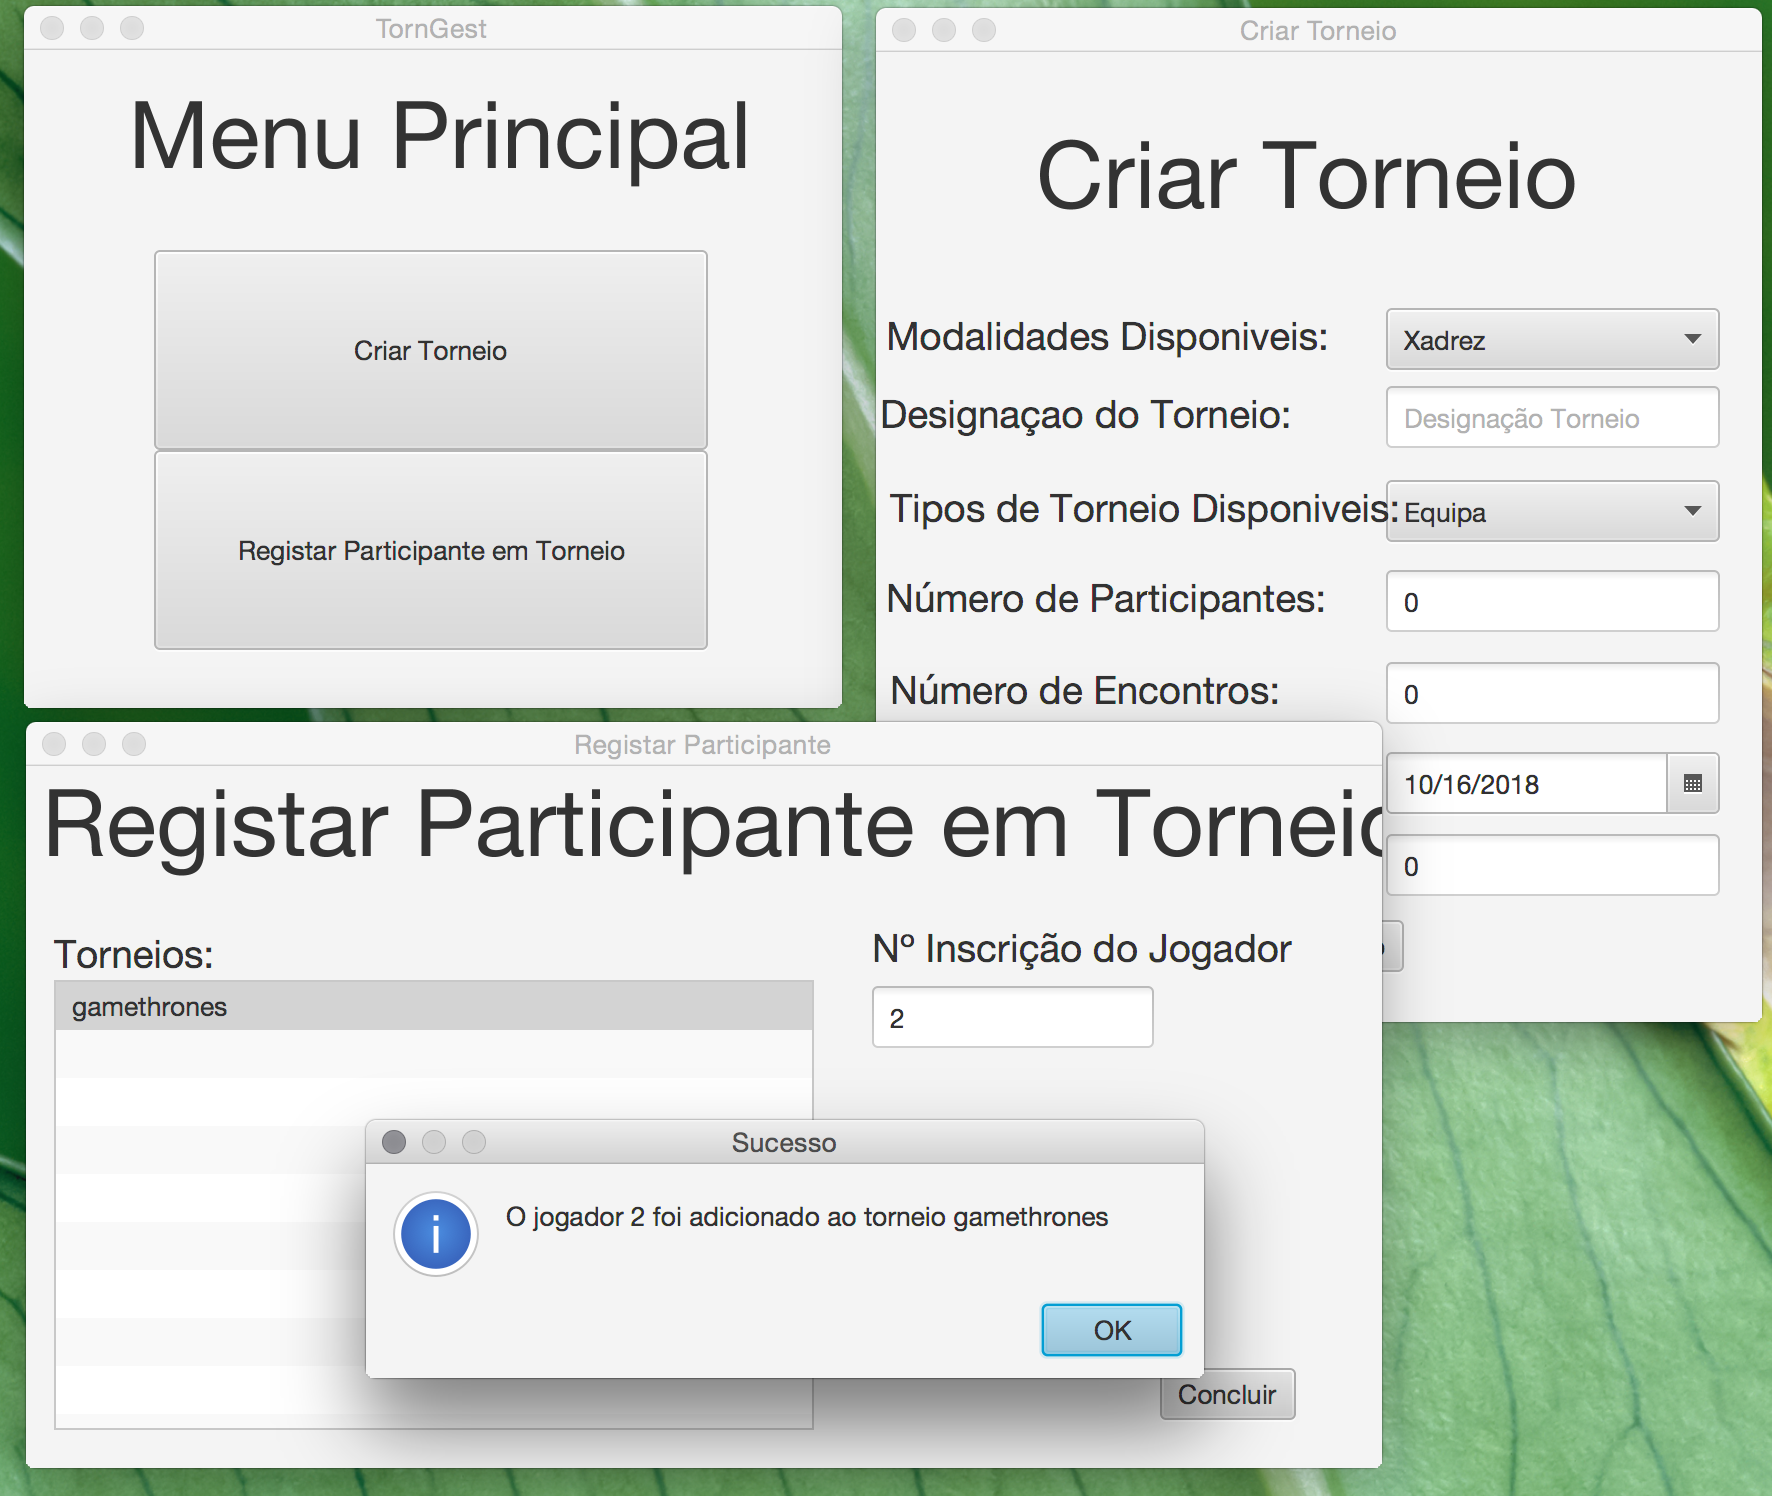 TornGest
Menu Principal
Criar Torneio
Registar Participante em Torneio
Criar Torneio
Criar Torneio
Modalidades Disponiveis:
Xadrez
Designaçao do Torneio:
Designação Torneio
Tipos de Torneio Disponiveis:
Equipa
Número de Participantes:
0
Número de Encontros:
0
10/16/2018
0
Registar Participante
Registar Participante em Torneio
Torneios:
gamethrones
Nº Inscrição do Jogador
2
Sucesso
O jogador 2 foi adicionado ao torneio gamethrones
OK
Concluir